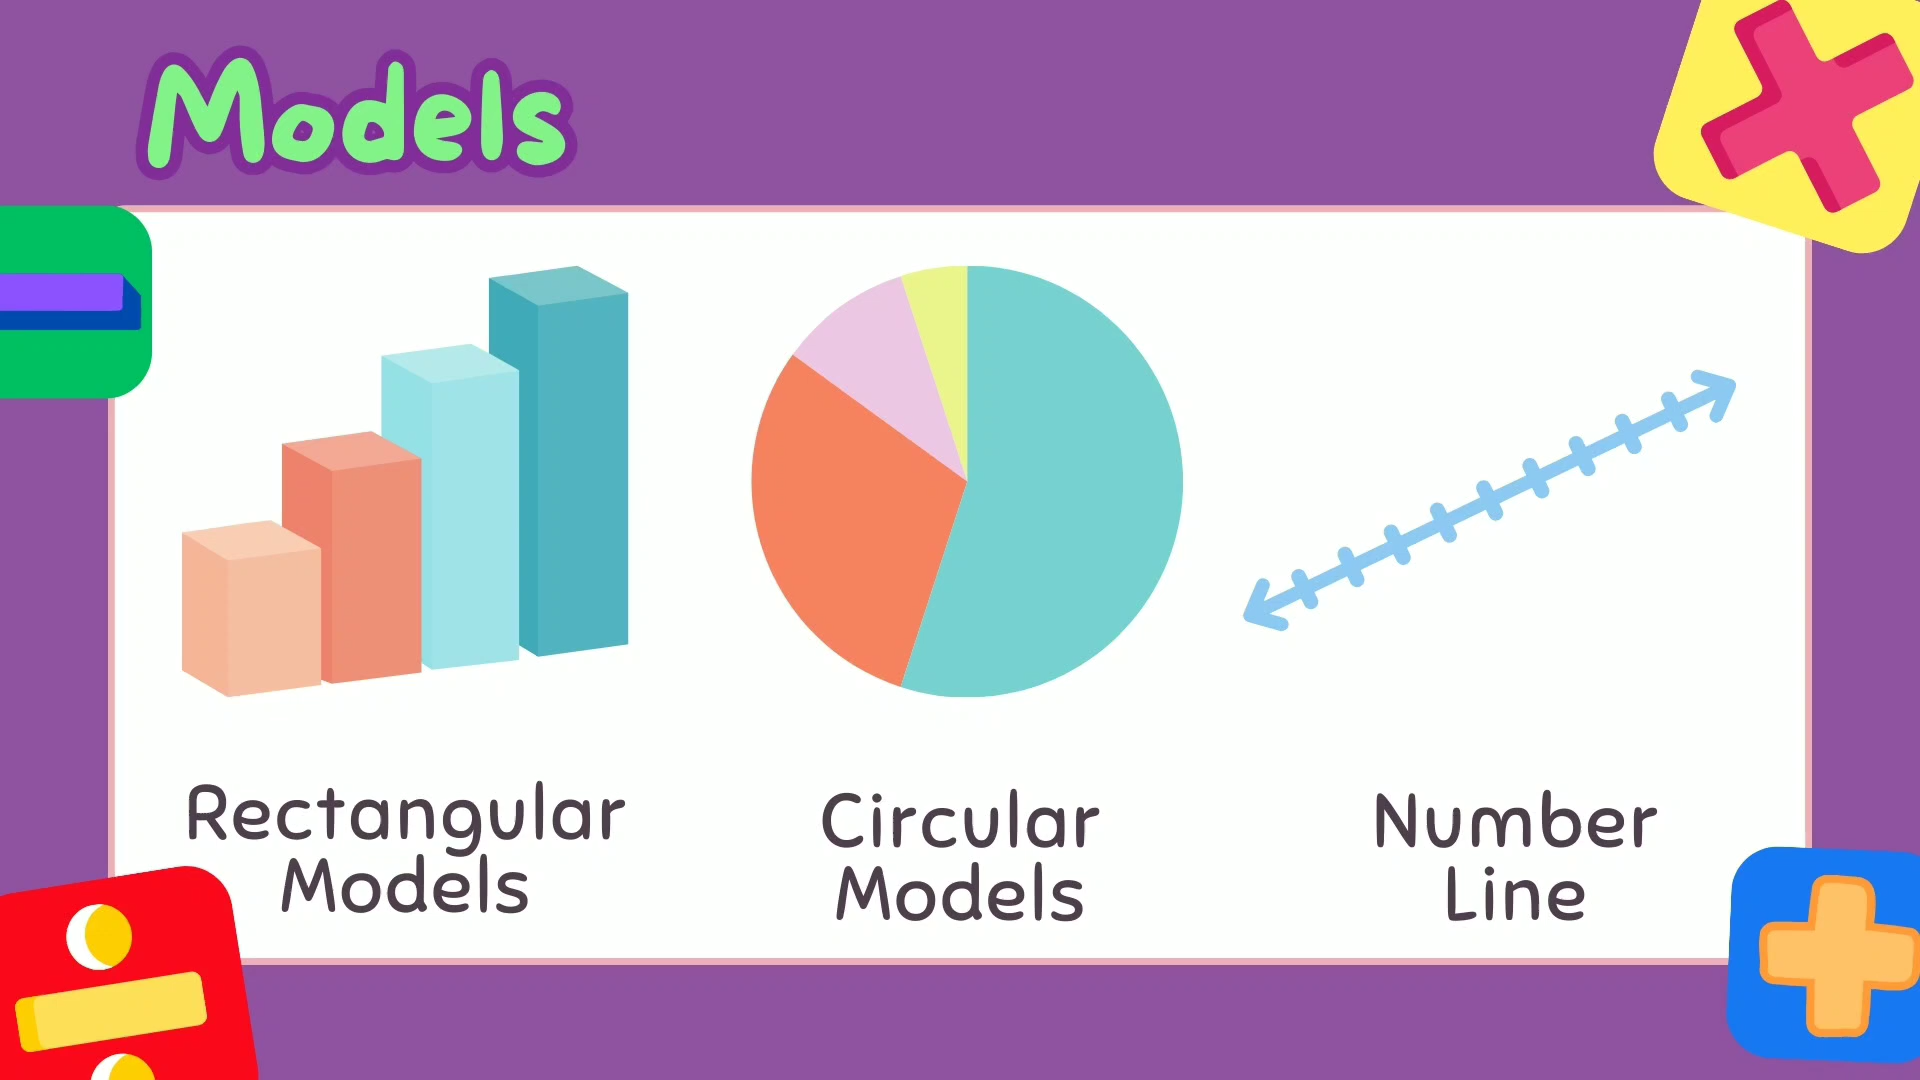 Models
Rectangular
Models
Circular
Models
Number
Line